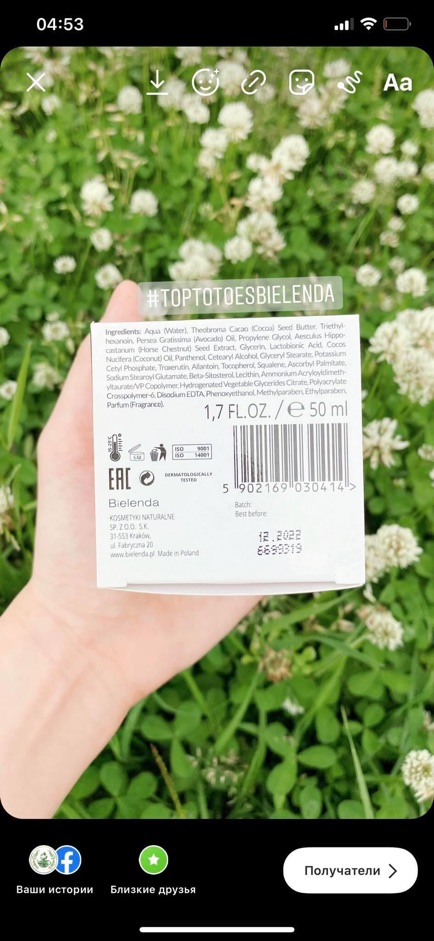 04:53
Aa
#TOPTOTOESBIELENDA
Ingredients: Aqua (Water), Theobroma Cacao (Cocoa) Seed Butter, Triethyl-
hexanoin, Persea Gratissima (Avocado) Oil, Propylene Glycol, Aesculus Hippo-
castanum (Horse Chestnut) Seed Extract, Glycerin, Lactobionic Acid, Cocos
Nucifera (Coconut) Oil, Panthenol, Cetearyl Alcohol, Glyceryl Stearate, Potassium
Cetyl Phosphate, Troxerutin, Allantoin, Tocopherol, Squalene, Ascorbyl Palmitate,
Sodium Stearoyl Glutamate, Beta-Sitosterol, Lecithin, Ammonium Acryloyldimeth-
yltaurate/VP Copolymer, Hydrogenated Vegetable Glycerides Citrate, Polyacrylate
Crosspolymer-6, Disodium EDTA, Phenoxyethanol, Methylparaben, Ethylparaben,
Parfum (Fragrance).
1,7 FL.OZ. / ℮ 50 ml
ISO 9001
ISO 14001
EAC
DERMATOLOGICALLY
TESTED
5 902169 030414 >
Bielenda
KOSMETYKI NATURALNE
SP. Z O.O. SP. K.
31-553 Kraków,
ul. Fabryczna 20
www.bielenda.pl Made in Poland
Batch:
Best before:
12.2022
6699319
Ваши истории
Близкие друзья
Получатели